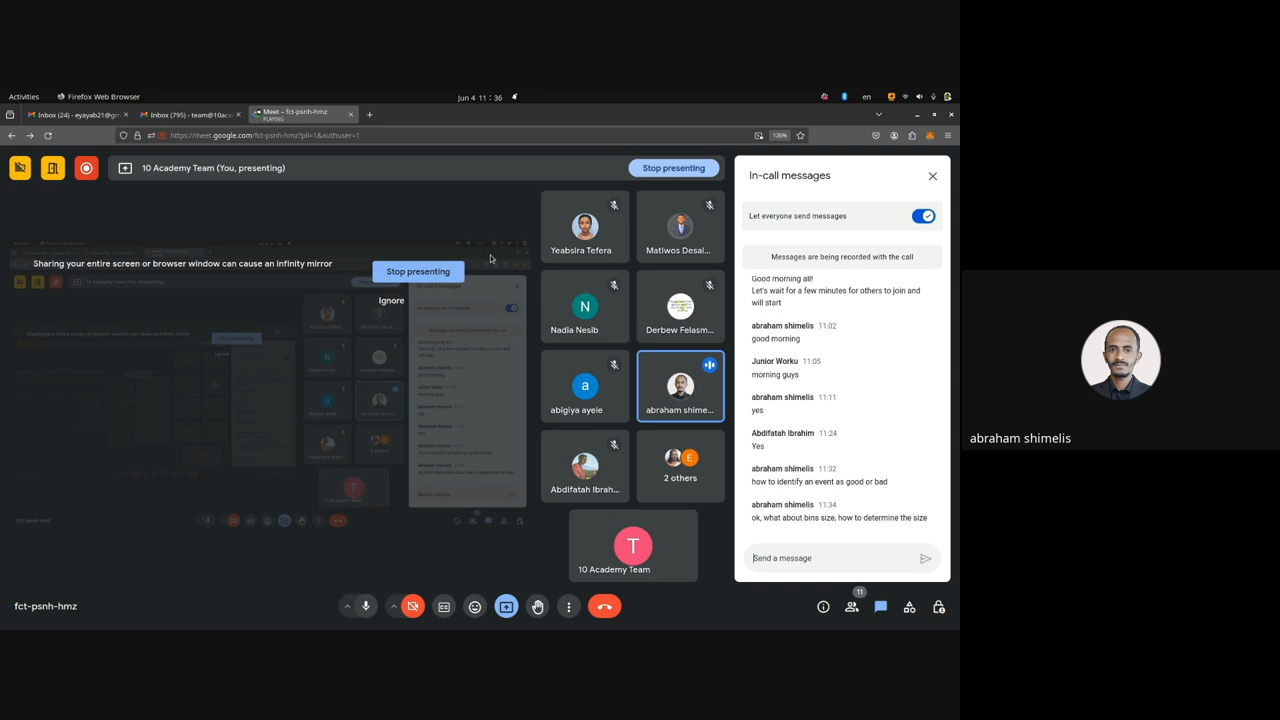 Activities
Firefox Web Browser
Jun 4 11:36
en
Inbox (24) - eyayab21@gm
Inbox (795) - team@10aca
Meet – fct-psnh-hmz
PLAYING
https://meet.google.com/fct-psnh-hmz?pli=1&authuser=1
120%
10 Academy Team (You, presenting)
Stop presenting
Sharing your entire screen or browser window can cause an infinity mirror
Stop presenting
Ignore
Yeabsira Tefera
Matiwos Desal...
Nadia Nesib
N
Derbew Felasm...
a
abigiya ayele
abraham shime...
Abdifatah Ibrah...
E
2 others
T
10 Academy Team
In-call messages
Let everyone send messages
Messages are being recorded with the call
Good morning all!
Let's wait for a few minutes for others to join and
will start
abraham shimelis 11:02
good morning
Junior Worku 11:05
morning guys
abraham shimelis 11:11
yes
Abdifatah Ibrahim 11:24
Yes
abraham shimelis 11:32
how to identify an event as good or bad
abraham shimelis 11:34
ok, what about bins size, how to determine the size
Send a message
fct-psnh-hmz
11
abraham shimelis